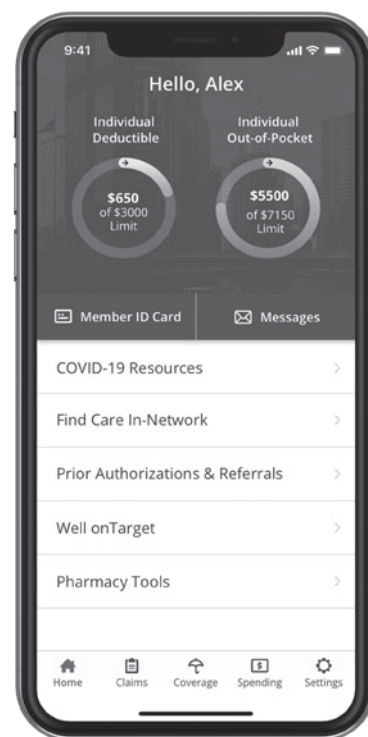 9:41
Hello, Alex
Individual
Deductible
$650
of $3000
Limit
Individual
Out-of-Pocket
$5500
of $7150
Limit
Member ID Card
Messages
COVID-19 Resources
Find Care In-Network
Prior Authorizations & Referrals
Well onTarget
Pharmacy Tools
Home
Claims
Coverage
Spending
Settings